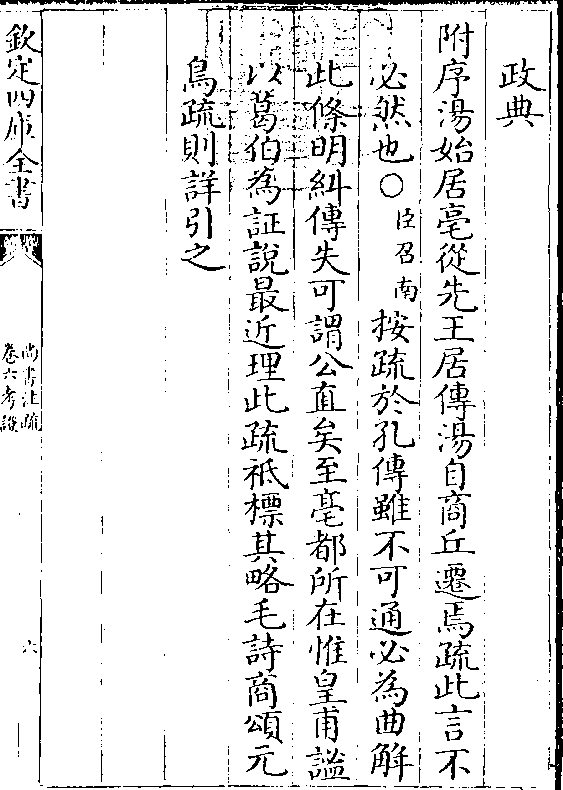 政典
附序湯始居亳從先王居傳湯自商丘遷焉疏此言不
必然也○臣召南按疏於孔傳雖不可通必為曲解
此條明糾傳失可謂公直矣至亳都所在惟皇甫謐
以葛伯為証説最近理此疏祗標其略毛詩商頌元
鳥疏則詳引之
欽定四庫全書
尚書注疏
卷六考證
六